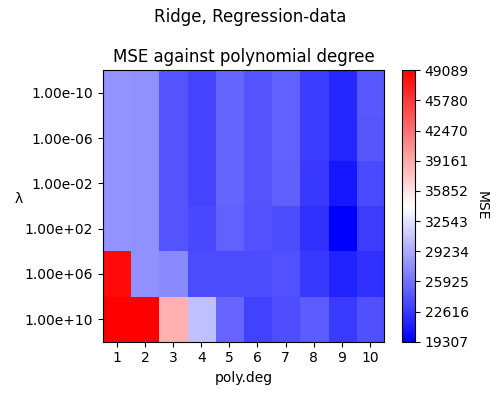 Ridge, Regression-data
MSE against polynomial degree
1.00e-10
1.00e-06
1.00e-02
1.00e+02
1.00e+06
1.00e+10
λ
1 2 3 4 5 6 7 8 9 10
poly.deg
49089
45780
42470
39161
35852
32543
29234
25925
22616
19307
MSE